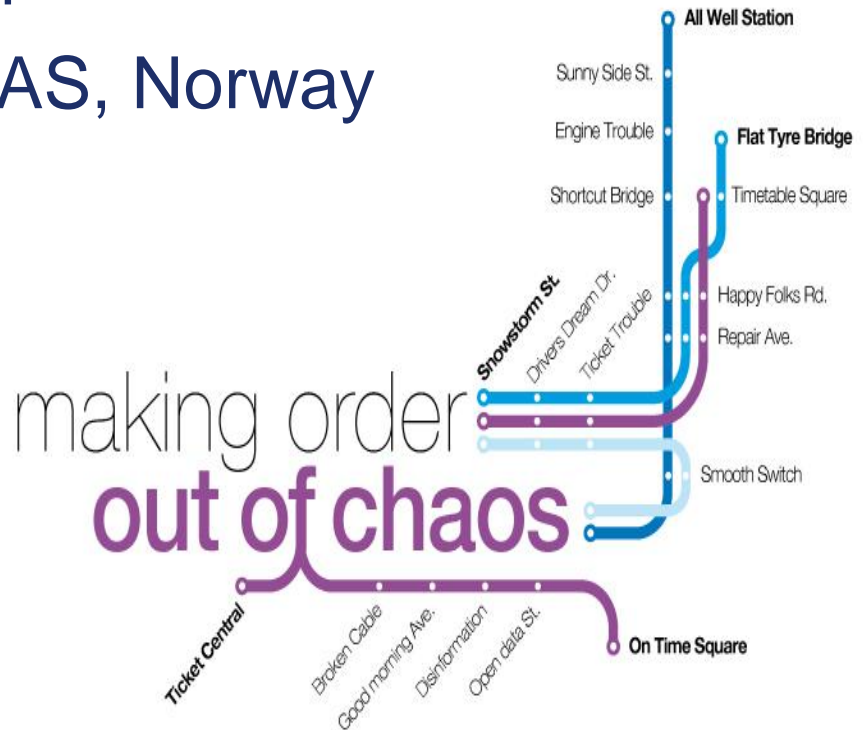 AS, Norway
All Well Station
Sunny Side St.
Engine Trouble
Flat Tyre Bridge
Shortcut Bridge
Timetable Square
Snowstorm St.
Drivers Dream Dr.
Ticket Trouble
Happy Folks Rd.
Repair Ave.
making order
out of chaos
Smooth Switch
Ticket Central
Broken Cable
Good morning Ave.
Disinformation
Open data St.
On Time Square